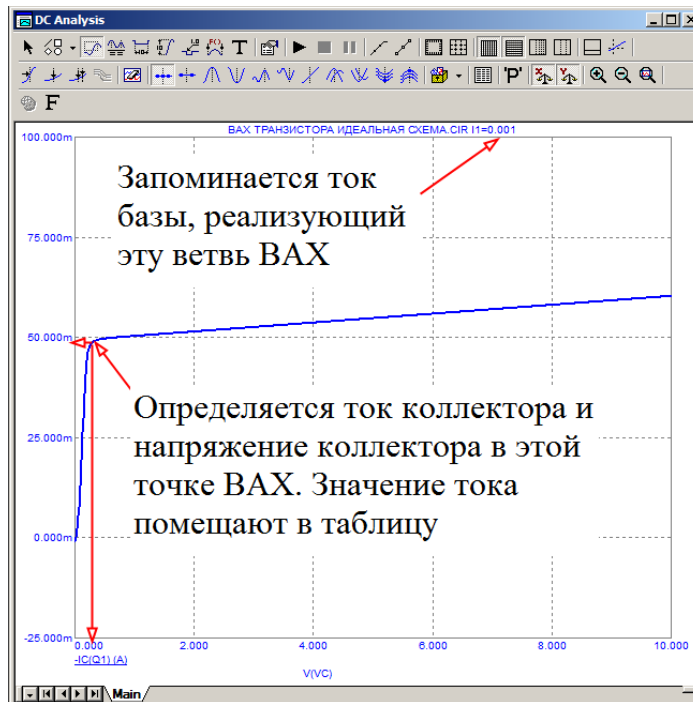 DC Analysis
T
'P'
X
Y
F
ВАХ ТРАНЗИСТОРА ИДЕАЛЬНАЯ СХЕМА.CIR I1=0.001
100.000m
Запоминается ток
базы, реализующий
эту ветвь ВАХ
75.000m
50.000m
Определяется ток коллектора и
напряжение коллектора в этой
точке ВАХ. Значение тока
помещают в таблицу
25.000m
0.000m
-25.000m
0.000 2.000 4.000 6.000 8.000 10.000
-IC(Q1) (A)
V(VC)
Main